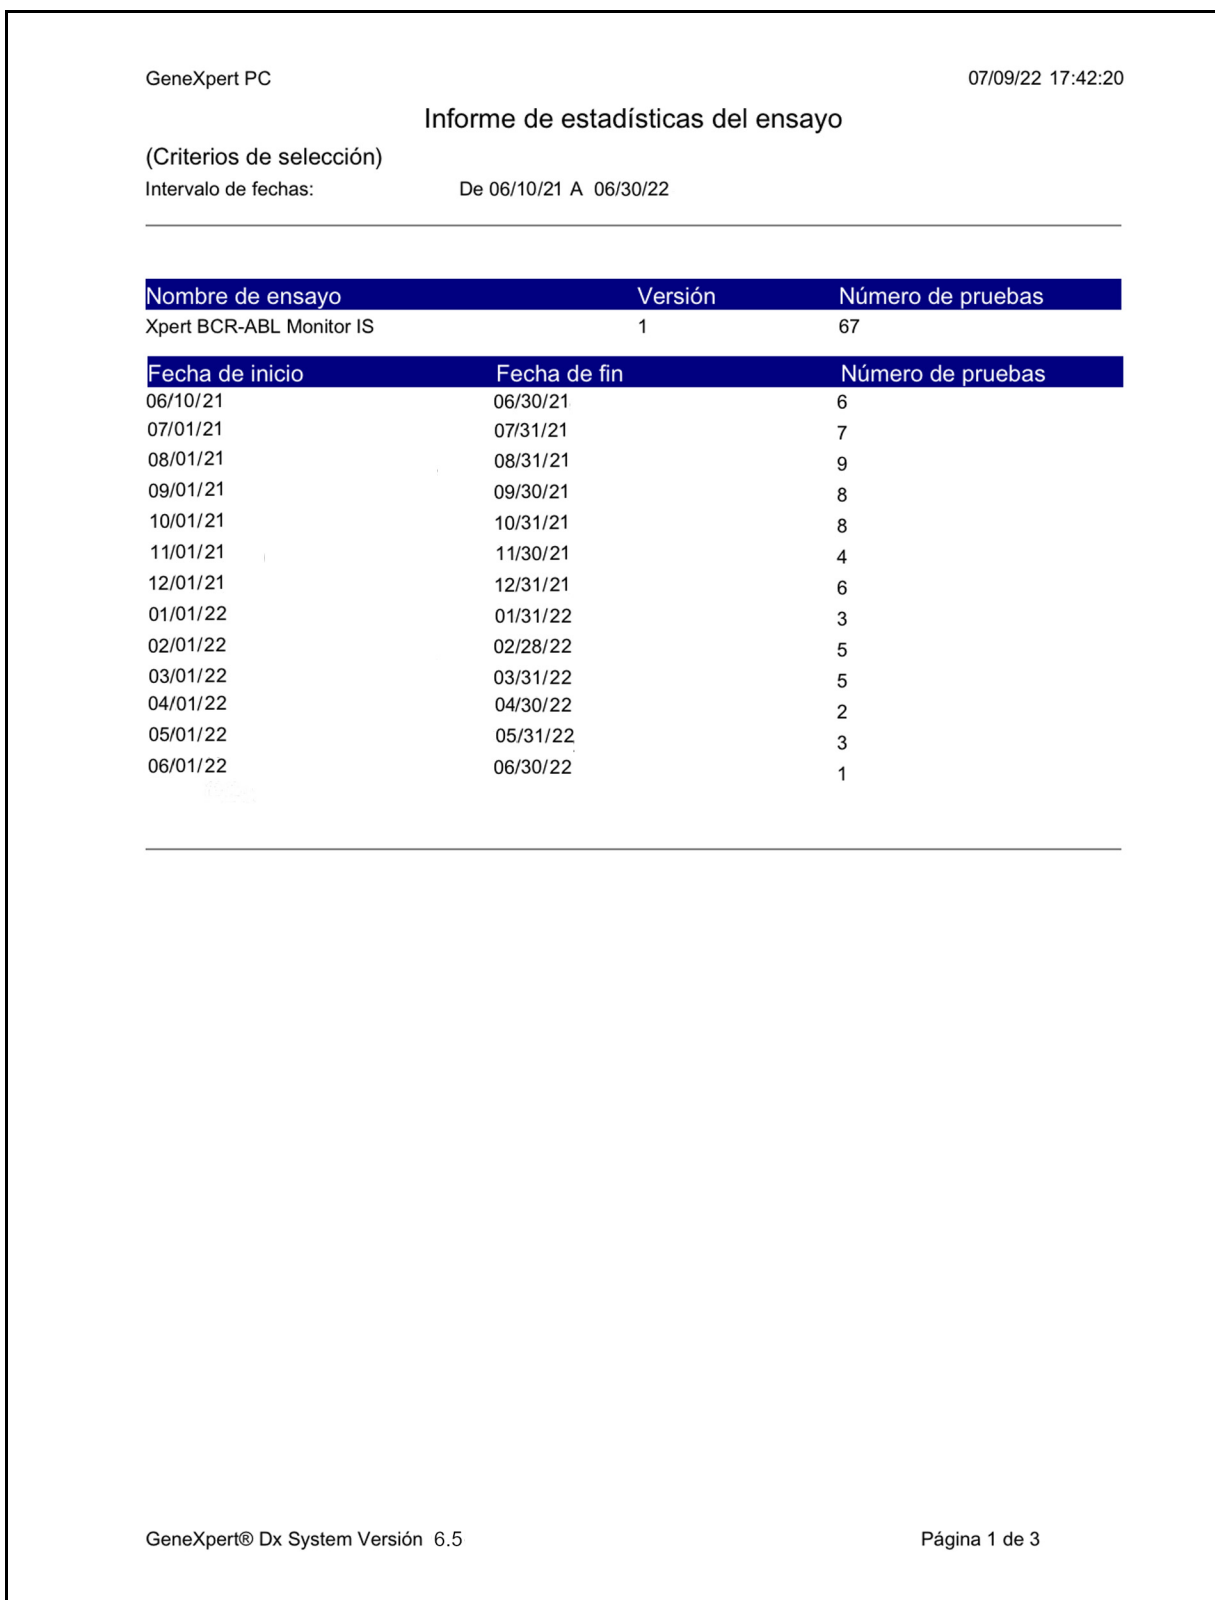 GeneXpert PC 07/09/22 17:42:20
Informe de estadísticas del ensayo
(Criterios de selección)
Intervalo de fechas: De 06/10/21 A 06/30/22
Nombre de ensayo Versión Número de pruebas
Xpert BCR-ABL Monitor IS 1 67
Fecha de inicio Fecha de fin Número de pruebas
06/10/21 06/30/21 6
07/01/21 07/31/21 7
08/01/21 08/31/21 9
09/01/21 09/30/21 8
10/01/21 10/31/21 8
11/01/21 11/30/21 4
12/01/21 12/31/21 6
01/01/22 01/31/22 3
02/01/22 02/28/22 5
03/01/22 03/31/22 5
04/01/22 04/30/22 2
05/01/22 05/31/22 3
06/01/22 06/30/22 1
GeneXpert® Dx System Versión 6.5 Página 1 de 3